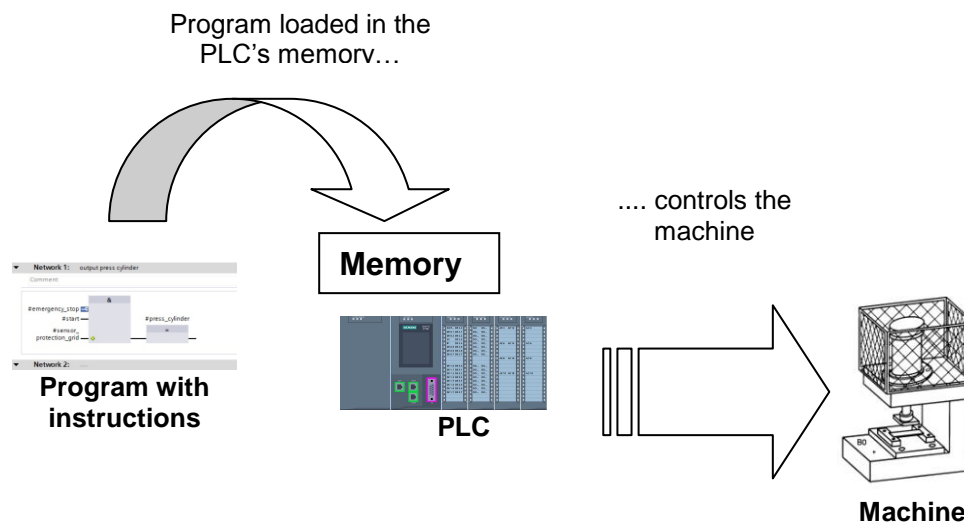 Program loaded in the
PLC's memory…
.... controls the
machine
Memory
Network 1: output press cylinder
Comment
&
#emergency_stop
#start
#sensor_
protection_grid
#press_cylinder
=
Network 2: ....
Program with
instructions
SIEMENS
PLC
B0
Machine